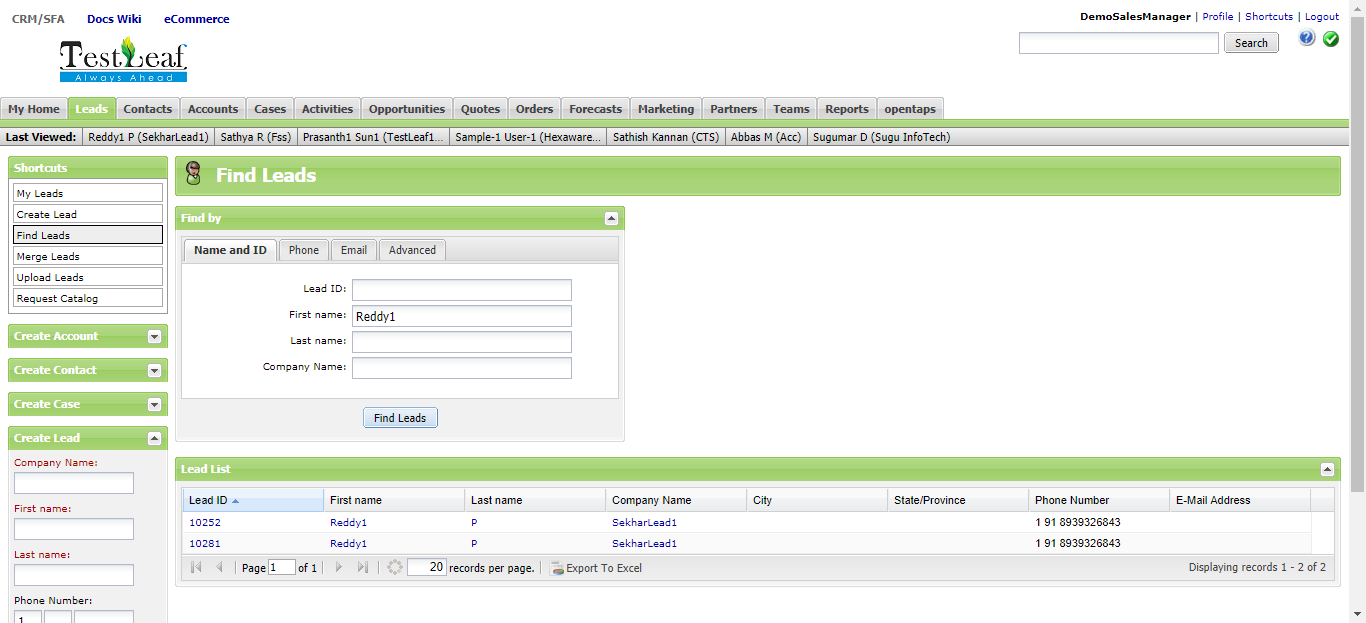 CRM/SFA Docs Wiki eCommerce
DemoSalesManager | Profile | Shortcuts | Logout
Search
TestLeaf
Always Ahead
My Home Leads Contacts Accounts Cases Activities Opportunities Quotes Orders Forecasts Marketing Partners Teams Reports opentaps
Last Viewed: Reddy1 P (SekharLead1) Sathya R (Fss) Prasanth1 Sun1 (TestLeaf1... Sample-1 User-1 (Hexaware... Sathish Kannan (CTS) Abbas M (Acc) Sugumar D (Sugu InfoTech)
Shortcuts
My Leads
Create Lead
Find Leads
Merge Leads
Upload Leads
Request Catalog
Create Account
Create Contact
Create Case
Create Lead
Company Name:
First name:
Last name:
Phone Number:
1
Find Leads
Find by
Name and ID Phone Email Advanced
Lead ID:
First name: Reddy1
Last name:
Company Name:
Find Leads
Lead List
Lead ID First name Last name Company Name City State/Province Phone Number E-Mail Address
10252 Reddy1 P SekharLead1 1 91 8939326843
10281 Reddy1 P SekharLead1 1 91 8939326843
Page 1 of 1 20 records per page. Export To Excel Displaying records 1 - 2 of 2